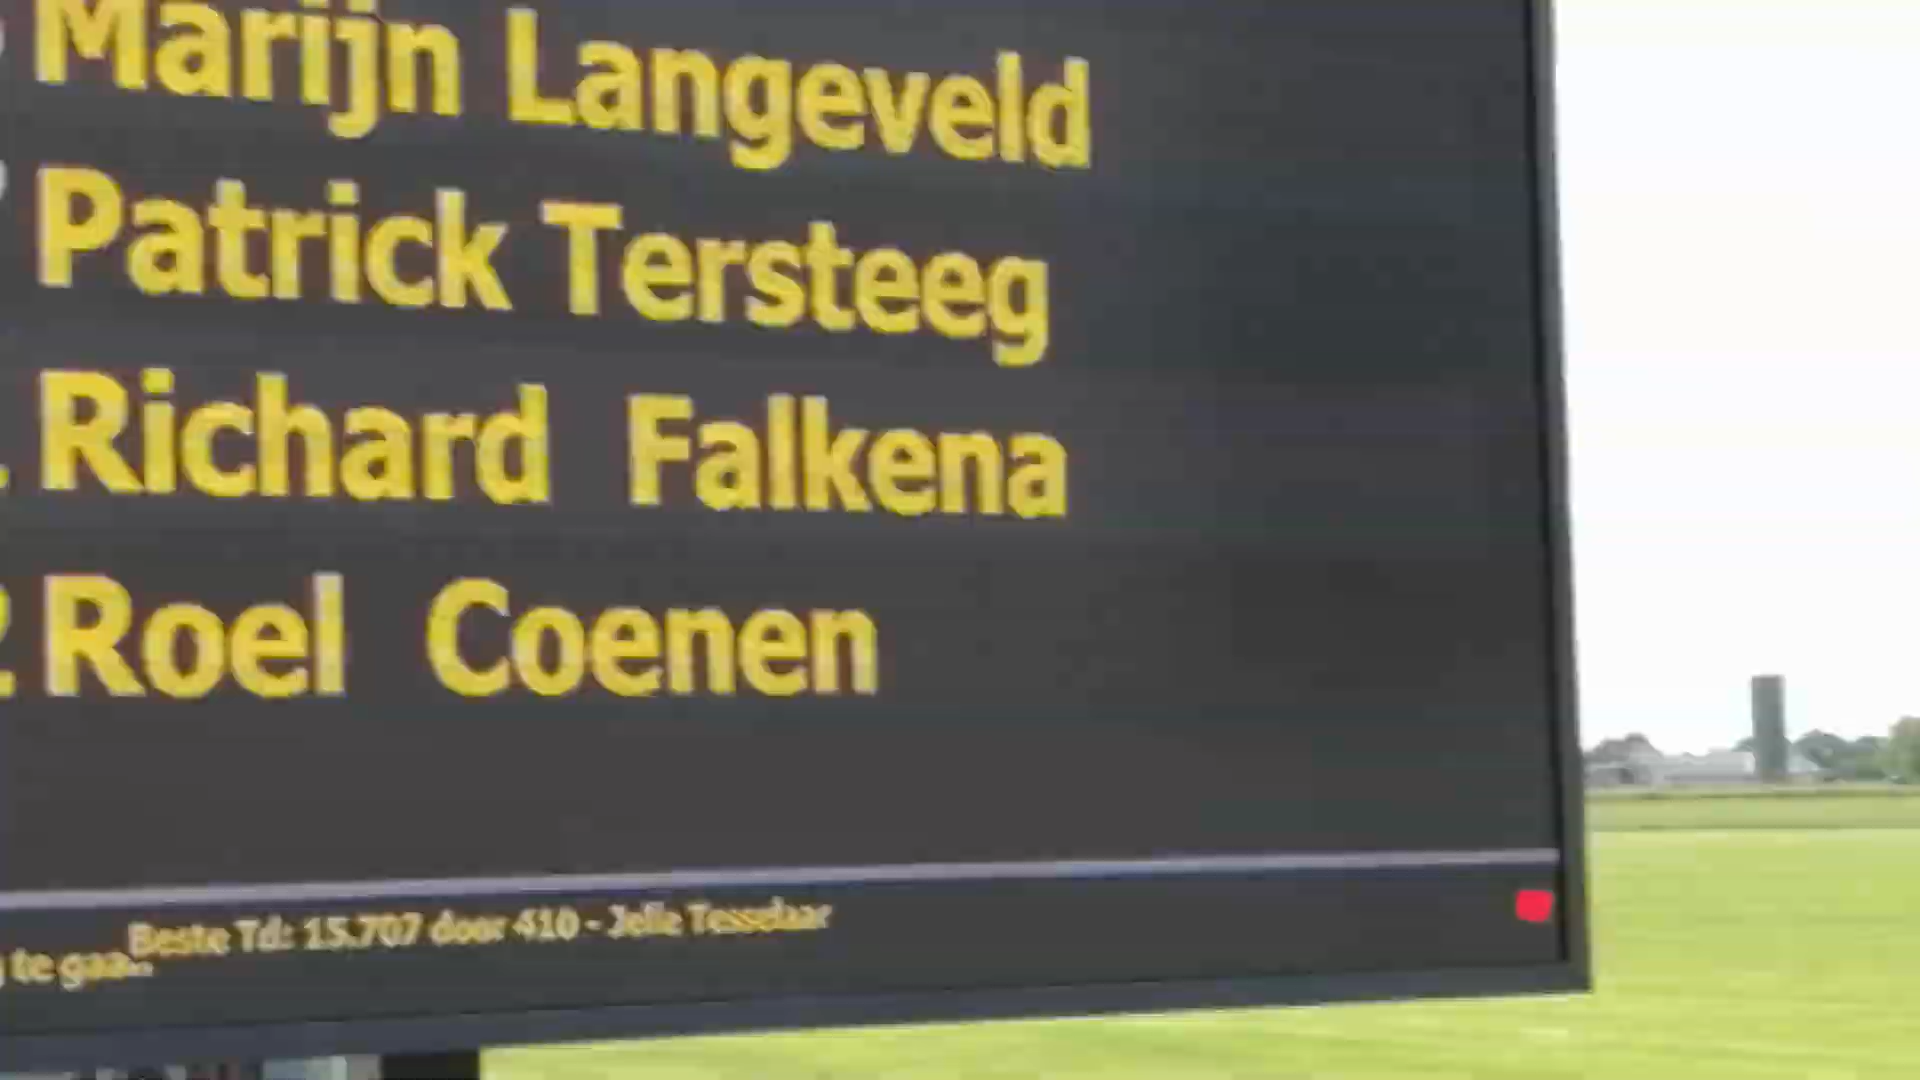 Marijn Langeveld
Patrick Tersteeg
Richard Falkena
Roel Coenen
Beste Td: 15.707 door 410 - Jelle Tesselaar
te gaa..